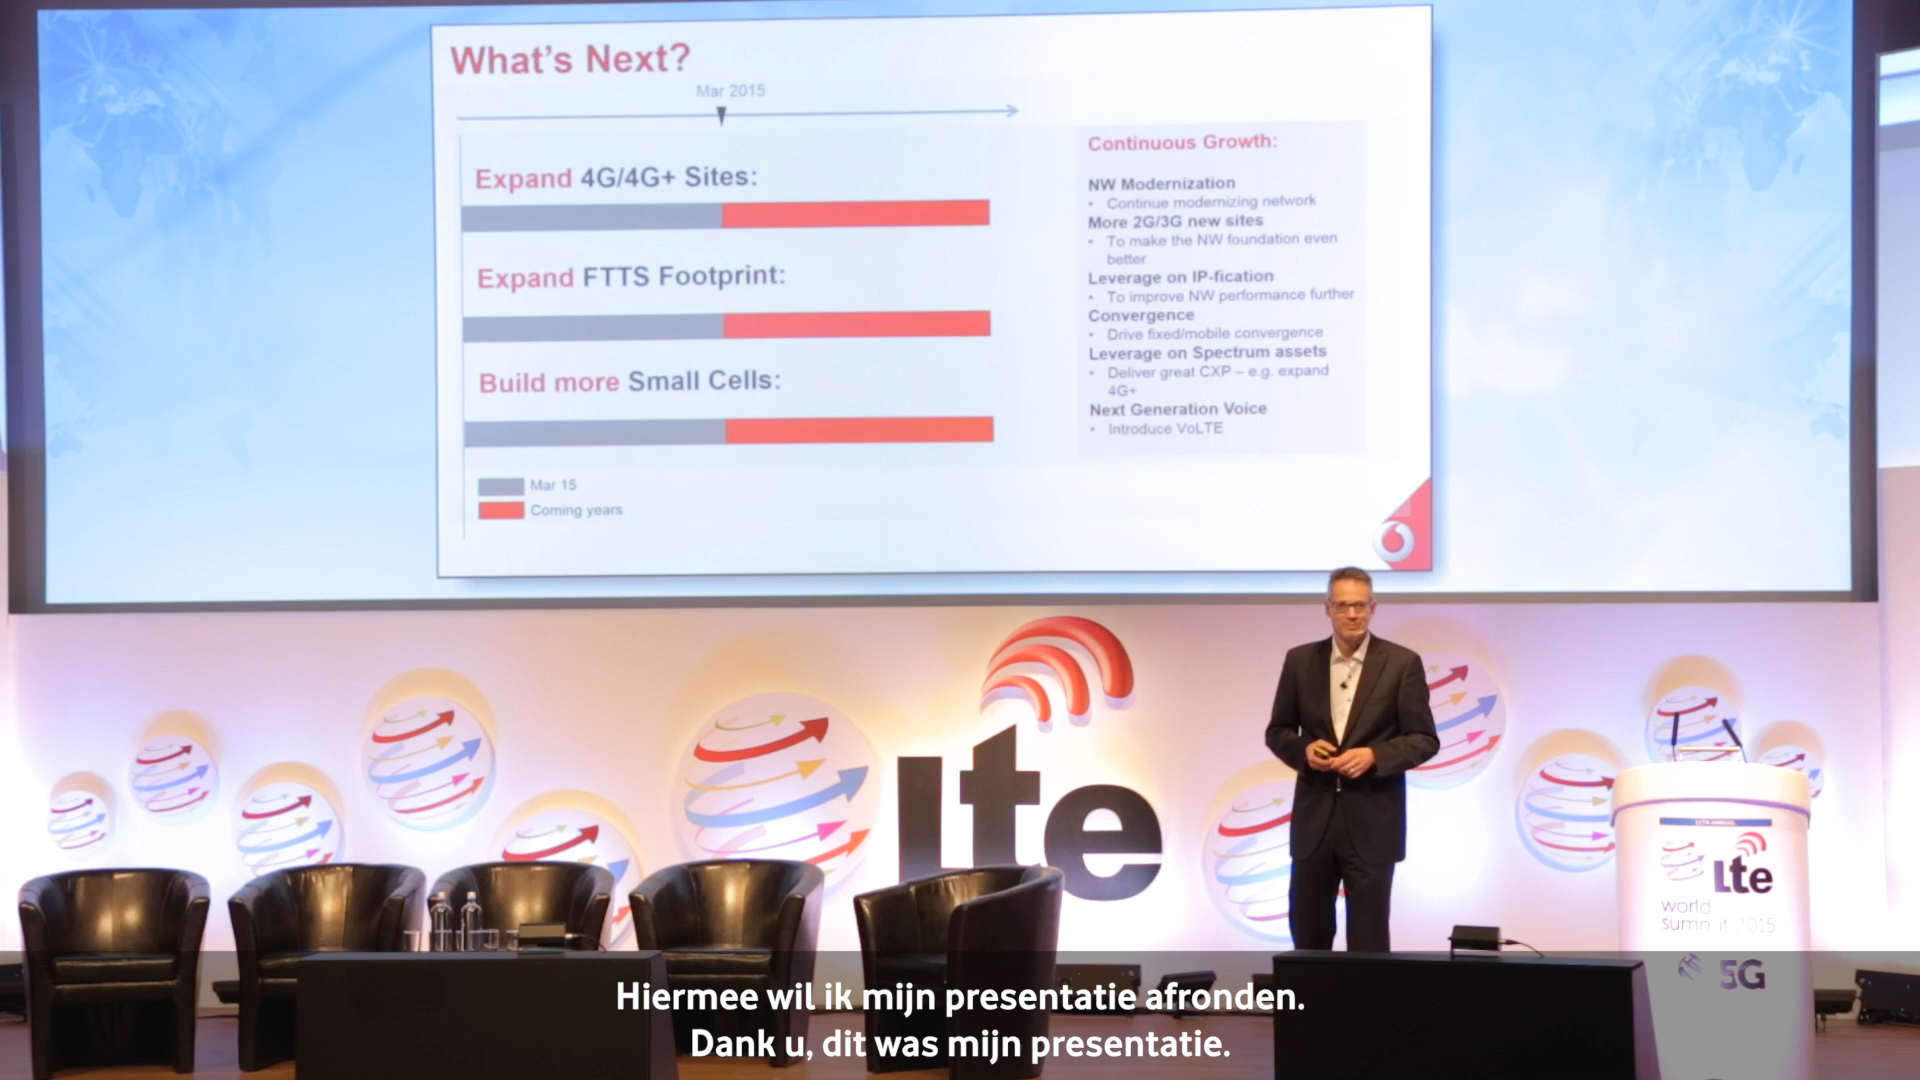 What's Next?
Mar 2015
Expand 4G/4G+ Sites:
Expand FTTS Footprint:
Build more Small Cells:
Mar 15
Coming years
Continuous Growth:
NW Modernization
• Continue modernizing network
More 2G/3G new sites
• To make the NW foundation even
better
Leverage on IP-fication
• To improve NW performance further
Convergence
• Drive fixed/mobile convergence
Leverage on Spectrum assets
• Deliver great CXP – e.g. expand
4G+
Next Generation Voice
• Introduce VoLTE
lte
lte
world
summit 2015
5G
Hiermee wil ik mijn presentatie afronden.
Dank u, dit was mijn presentatie.